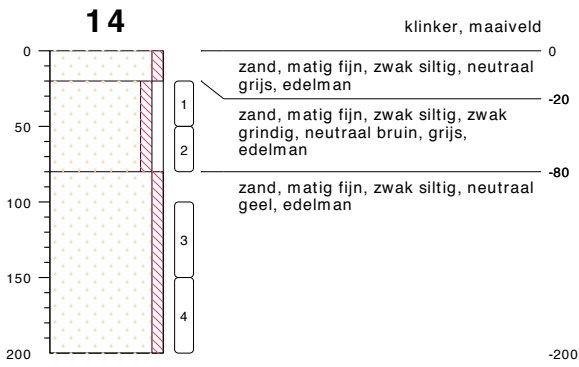 14
klinker, maaiveld
0
0
zand, matig fijn, zwak siltig, neutraal
grijs, edelman
-20
1
zand, matig fijn, zwak siltig, zwak
grindig, neutraal bruin, grijs,
edelman
50
2
-80
zand, matig fijn, zwak siltig, neutraal
geel, edelman
100
3
150
4
200
-200